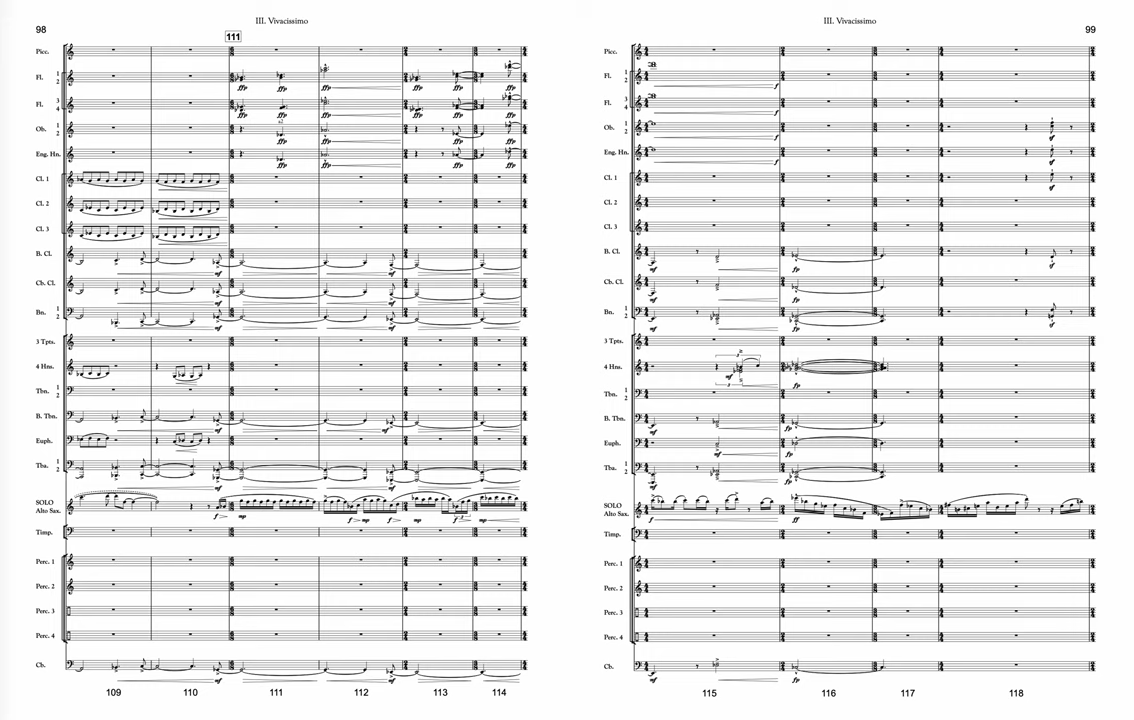 98
III. Vivacissimo
111
Picc.
Fl. 1 2
Fl. 3 4
Ob. 1 2
Eng. Hn.
Cl. 1
Cl. 2
Cl. 3
B. Cl.
Cb. Cl.
Bn. 1 2
3 Tpts.
4 Hns.
Tbn. 1 2
B. Tbn.
Euph.
Tba. 1 2
SOLO
Alto Sax.
Timp.
Perc. 1
Perc. 2
Perc. 3
Perc. 4
Cb.
109 110 111 112 113 114
III. Vivacissimo
99
Picc.
Fl. 1 2
Fl. 3 4
Ob. 1 2
Eng. Hn.
Cl. 1
Cl. 2
Cl. 3
B. Cl.
Cb. Cl.
Bn. 1 2
3 Tpts.
4 Hns.
Tbn. 1 2
B. Tbn.
Euph.
Tba. 1 2
SOLO
Alto Sax.
Timp.
Perc. 1
Perc. 2
Perc. 3
Perc. 4
Cb.
115 116 117 118